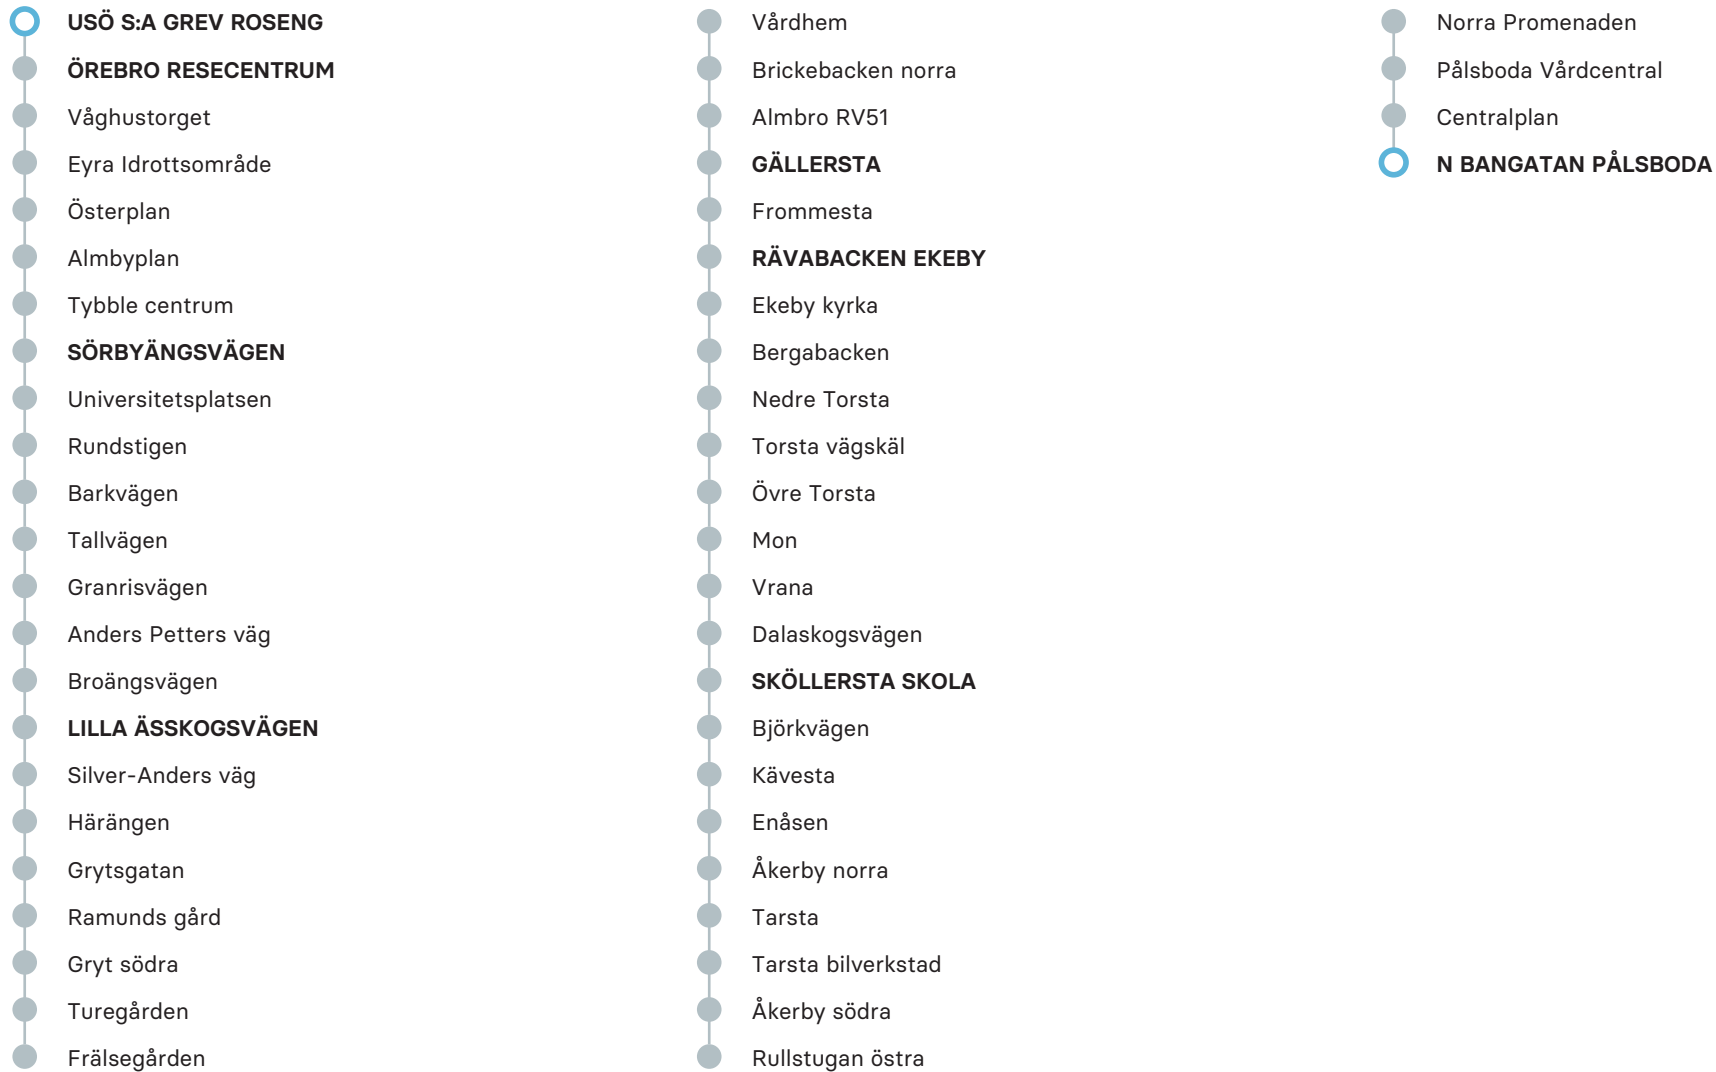 USÖ S:A GREV ROSENG
ÖREBRO RESECENTRUM
Våghustorget
Eyra Idrottsområde
Österplan
Almbyplan
Tybble centrum
SÖRBYÄNGSVÄGEN
Universitetsplatsen
Rundstigen
Barkvägen
Tallvägen
Granrisvägen
Anders Petters väg
Broängsvägen
LILLA ÄSSKOGSVÄGEN
Silver-Anders väg
Härängen
Grytsgatan
Ramunds gård
Gryt södra
Turegården
Frälsegården
Vårdhem
Brickebacken norra
Almbro RV51
GÄLLERSTA
Frommesta
RÄVABACKEN EKEBY
Ekeby kyrka
Bergabacken
Nedre Torsta
Torsta vägskäl
Övre Torsta
Mon
Vrana
Dalaskogsvägen
SKÖLLERSTA SKOLA
Björkvägen
Kävesta
Enåsen
Åkerby norra
Tarsta
Tarsta bilverkstad
Åkerby södra
Rullstugan östra
Norra Promenaden
Pålsboda Vårdcentral
Centralplan
N BANGATAN PÅLSBODA